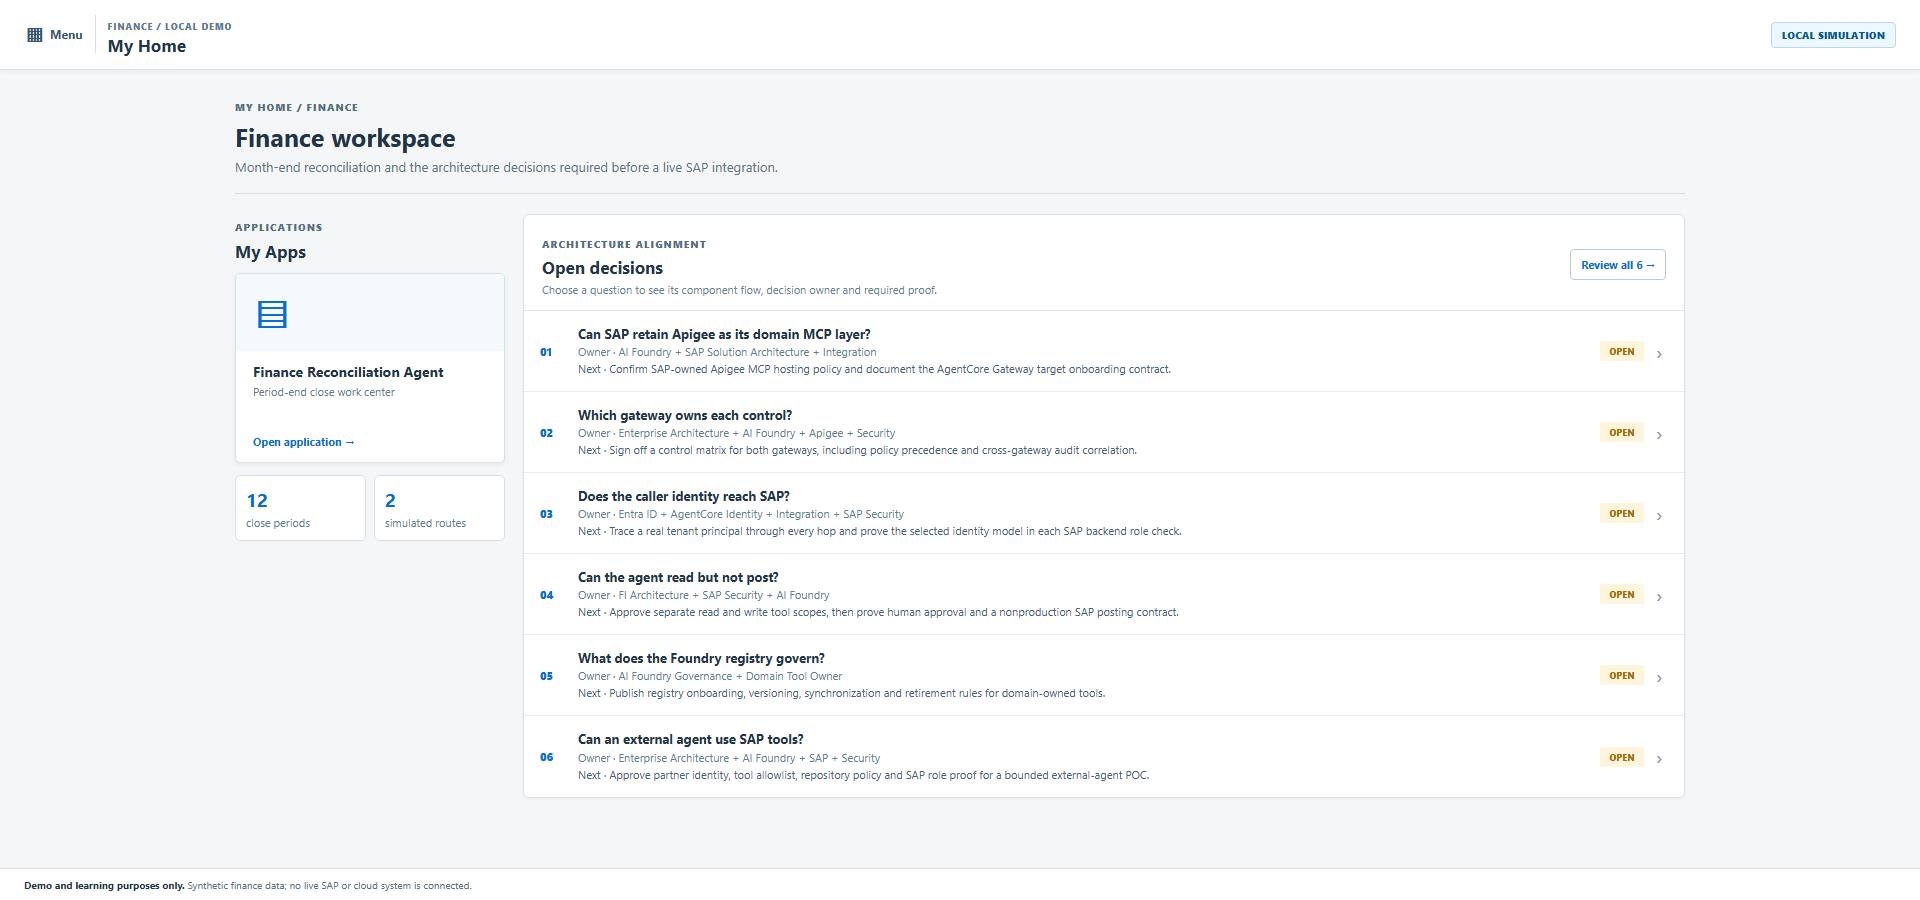 Menu
FINANCE / LOCAL DEMO
My Home
LOCAL SIMULATION
MY HOME / FINANCE
Finance workspace
Month-end reconciliation and the architecture decisions required before a live SAP integration.
APPLICATIONS
My Apps
Finance Reconciliation Agent
Period-end close work center
Open application →
12
close periods
2
simulated routes
ARCHITECTURE ALIGNMENT
Open decisions
Choose a question to see its component flow, decision owner and required proof.
Review all 6 →
01
Can SAP retain Apigee as its domain MCP layer?
Owner · AI Foundry + SAP Solution Architecture + Integration
Next · Confirm SAP-owned Apigee MCP hosting policy and document the AgentCore Gateway target onboarding contract.
OPEN
02
Which gateway owns each control?
Owner · Enterprise Architecture + AI Foundry + Apigee + Security
Next · Sign off a control matrix for both gateways, including policy precedence and cross-gateway audit correlation.
OPEN
03
Does the caller identity reach SAP?
Owner · Entra ID + AgentCore Identity + Integration + SAP Security
Next · Trace a real tenant principal through every hop and prove the selected identity model in each SAP backend role check.
OPEN
04
Can the agent read but not post?
Owner · FI Architecture + SAP Security + AI Foundry
Next · Approve separate read and write tool scopes, then prove human approval and a nonproduction SAP posting contract.
OPEN
05
What does the Foundry registry govern?
Owner · AI Foundry Governance + Domain Tool Owner
Next · Publish registry onboarding, versioning, synchronization and retirement rules for domain-owned tools.
OPEN
06
Can an external agent use SAP tools?
Owner · Enterprise Architecture + AI Foundry + SAP + Security
Next · Approve partner identity, tool allowlist, repository policy and SAP role proof for a bounded external-agent POC.
OPEN
Demo and learning purposes only. Synthetic finance data; no live SAP or cloud system is connected.